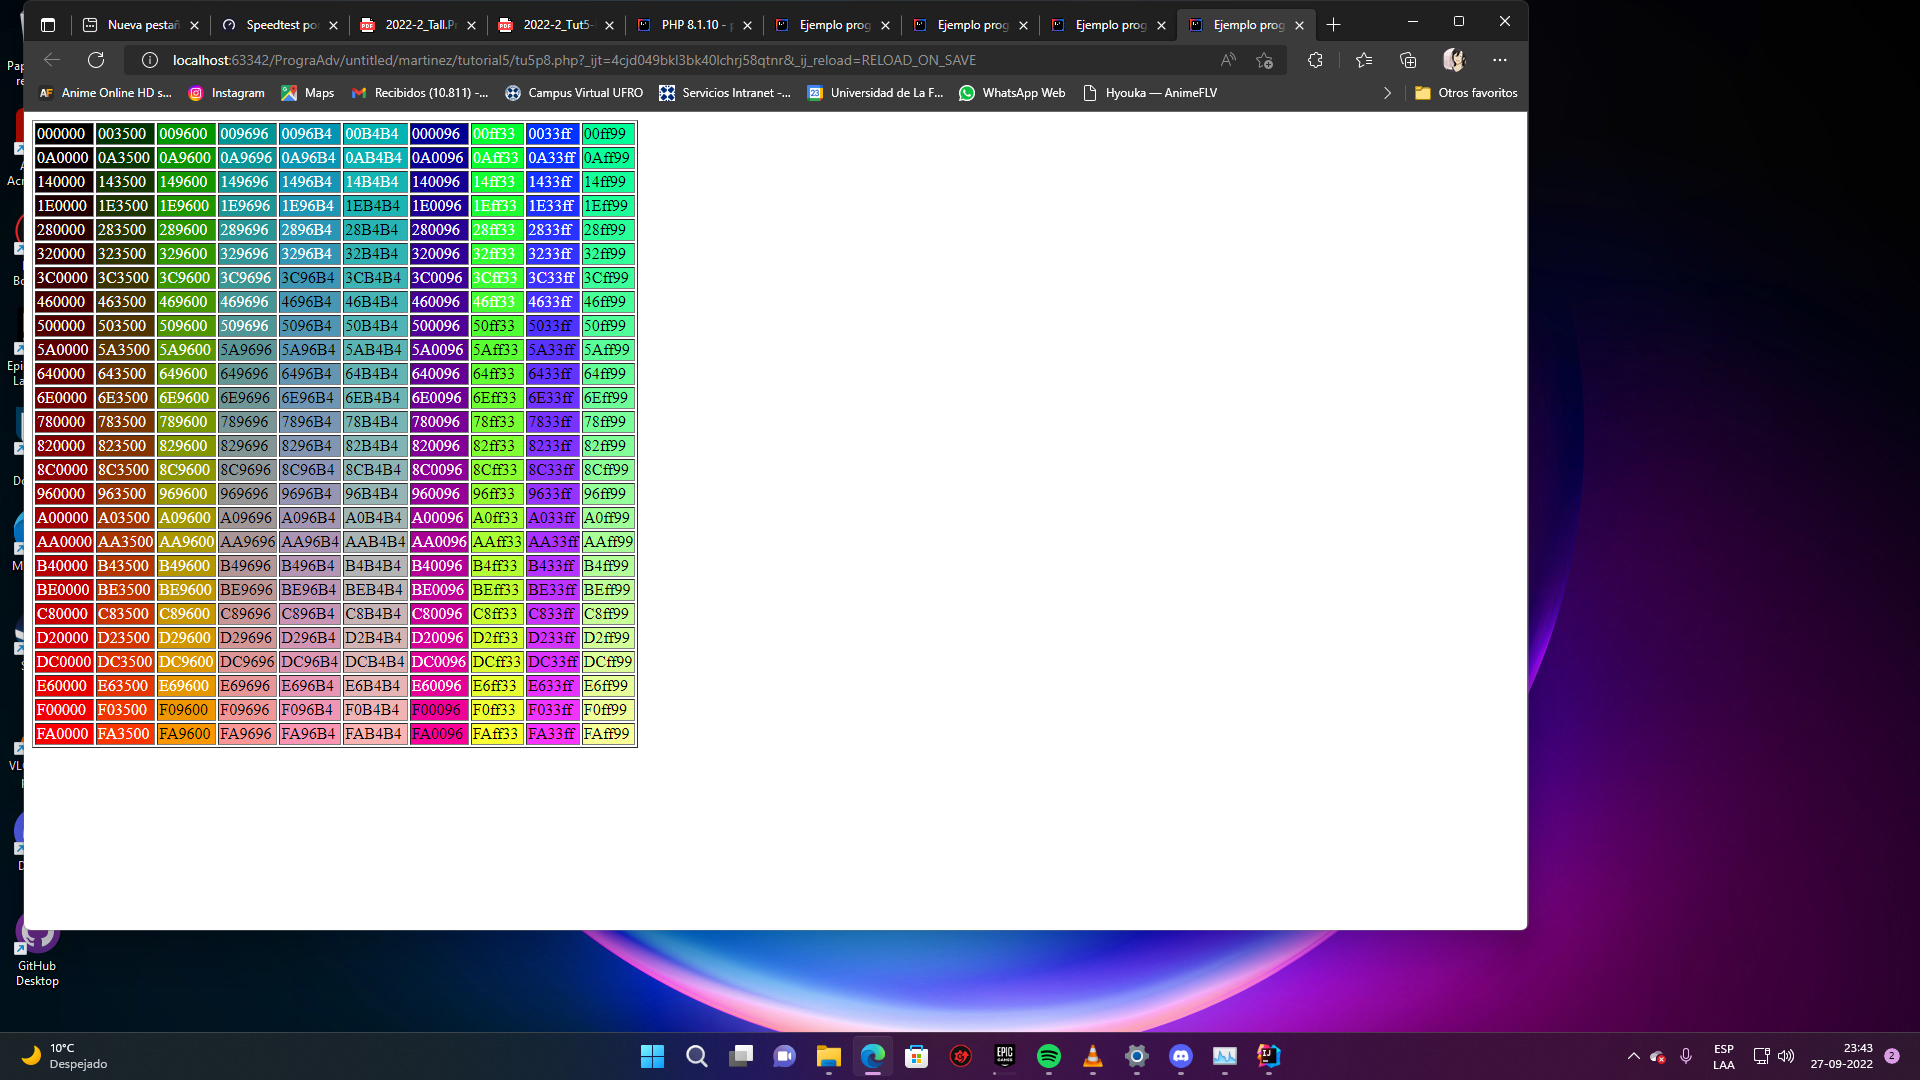 Nueva pestañ
Speedtest po
2022-2_Tall.Pr
2022-2_Tut5-
PHP 8.1.10 - p
Ejemplo prog
Ejemplo prog
Ejemplo prog
Ejemplo prog
localhost:63342/PrograAdv/untitled/martinez/tutorial5/tu5p8.php?_ijt=4cjd049bkl3bk40lchrj58qtnr&_ij_reload=RELOAD_ON_SAVE
Anime Online HD s...
Instagram
Maps
Recibidos (10.811) -...
Campus Virtual UFRO
Servicios Intranet -...
Universidad de La F...
WhatsApp Web
Hyouka — AnimeFLV
Otros favoritos
000000 003500 009600 009696 0096B4 00B4B4 000096 00ff33 0033ff 00ff99
0A0000 0A3500 0A9600 0A9696 0A96B4 0AB4B4 0A0096 0Aff33 0A33ff 0Aff99
140000 143500 149600 149696 1496B4 14B4B4 140096 14ff33 1433ff 14ff99
1E0000 1E3500 1E9600 1E9696 1E96B4 1EB4B4 1E0096 1Eff33 1E33ff 1Eff99
280000 283500 289600 289696 2896B4 28B4B4 280096 28ff33 2833ff 28ff99
320000 323500 329600 329696 3296B4 32B4B4 320096 32ff33 3233ff 32ff99
3C0000 3C3500 3C9600 3C9696 3C96B4 3CB4B4 3C0096 3Cff33 3C33ff 3Cff99
460000 463500 469600 469696 4696B4 46B4B4 460096 46ff33 4633ff 46ff99
500000 503500 509600 509696 5096B4 50B4B4 500096 50ff33 5033ff 50ff99
5A0000 5A3500 5A9600 5A9696 5A96B4 5AB4B4 5A0096 5Aff33 5A33ff 5Aff99
640000 643500 649600 649696 6496B4 64B4B4 640096 64ff33 6433ff 64ff99
6E0000 6E3500 6E9600 6E9696 6E96B4 6EB4B4 6E0096 6Eff33 6E33ff 6Eff99
780000 783500 789600 789696 7896B4 78B4B4 780096 78ff33 7833ff 78ff99
820000 823500 829600 829696 8296B4 82B4B4 820096 82ff33 8233ff 82ff99
8C0000 8C3500 8C9600 8C9696 8C96B4 8CB4B4 8C0096 8Cff33 8C33ff 8Cff99
960000 963500 969600 969696 9696B4 96B4B4 960096 96ff33 9633ff 96ff99
A00000 A03500 A09600 A09696 A096B4 A0B4B4 A00096 A0ff33 A033ff A0ff99
AA0000 AA3500 AA9600 AA9696 AA96B4 AAB4B4 AA0096 AAff33 AA33ff AAff99
B40000 B43500 B49600 B49696 B496B4 B4B4B4 B40096 B4ff33 B433ff B4ff99
BE0000 BE3500 BE9600 BE9696 BE96B4 BEB4B4 BE0096 BEff33 BE33ff BEff99
C80000 C83500 C89600 C89696 C896B4 C8B4B4 C80096 C8ff33 C833ff C8ff99
D20000 D23500 D29600 D29696 D296B4 D2B4B4 D20096 D2ff33 D233ff D2ff99
DC0000 DC3500 DC9600 DC9696 DC96B4 DCB4B4 DC0096 DCff33 DC33ff DCff99
E60000 E63500 E69600 E69696 E696B4 E6B4B4 E60096 E6ff33 E633ff E6ff99
F00000 F03500 F09600 F09696 F096B4 F0B4B4 F00096 F0ff33 F033ff F0ff99
FA0000 FA3500 FA9600 FA9696 FA96B4 FAB4B4 FA0096 FAff33 FA33ff FAff99
GitHub
Desktop
10°C
Despejado
EPIC
GAMES
ESP
LAA
23:43
27-09-2022
2